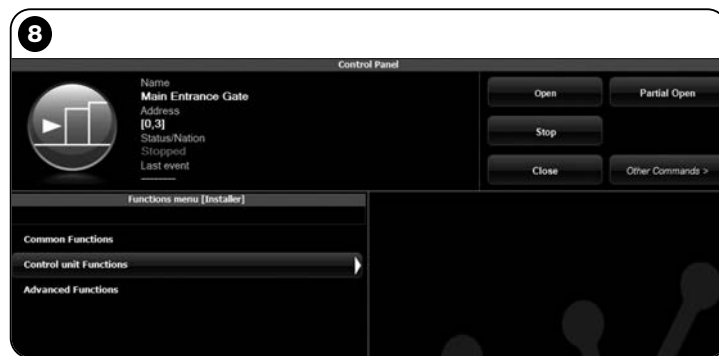 8
Control Panel
Name
Main Entrance Gate
Address
[0,3]
Status/Nation
Stopped
Last event
Open
Partial Open
Stop
Close
Other Commands >
Functions menu [Installer]
Common Functions
Control unit Functions
Advanced Functions